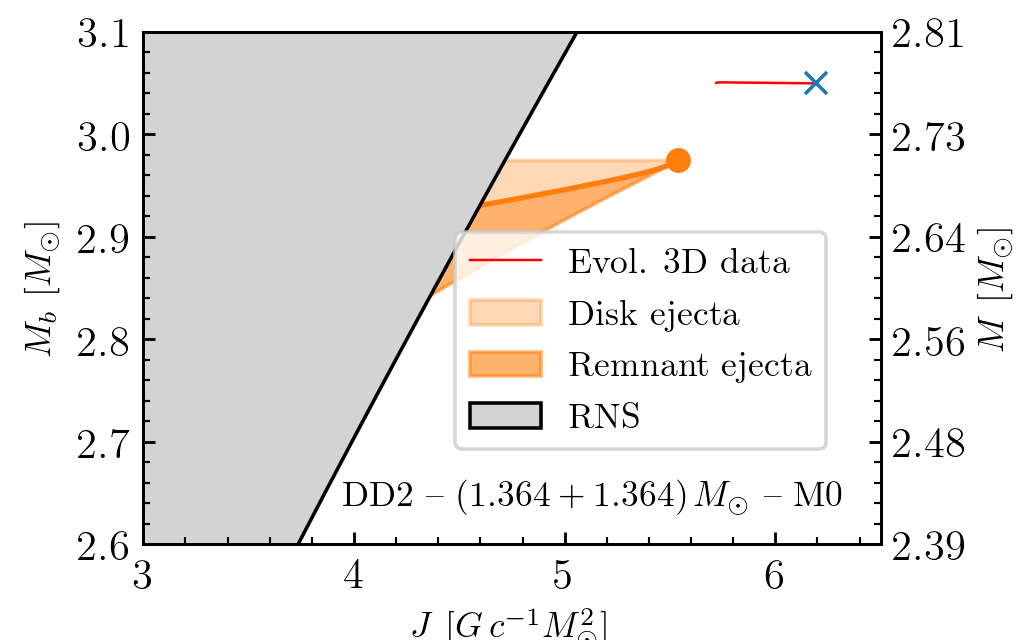 3.1
3.0
2.9
2.8
2.7
2.6
M_b [M_⊙]
2.81
2.73
2.64
2.56
2.48
2.39
M [M_⊙]
Evol. 3D data
Disk ejecta
Remnant ejecta
RNS
DD2 – (1.364 + 1.364) M_⊙ – M0
3 4 5 6
J [G c⁻¹ M²_⊙]